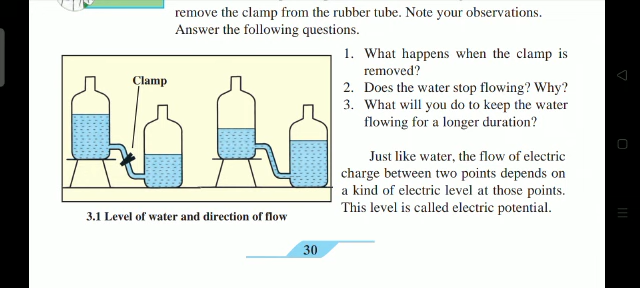 remove the clamp from the rubber tube. Note your observations.
Answer the following questions.
1. What happens when the clamp is
removed?
2. Does the water stop flowing? Why?
3. What will you do to keep the water
flowing for a longer duration?
Clamp
3.1 Level of water and direction of flow
Just like water, the flow of electric
charge between two points depends on
a kind of electric level at those points.
This level is called electric potential.
30